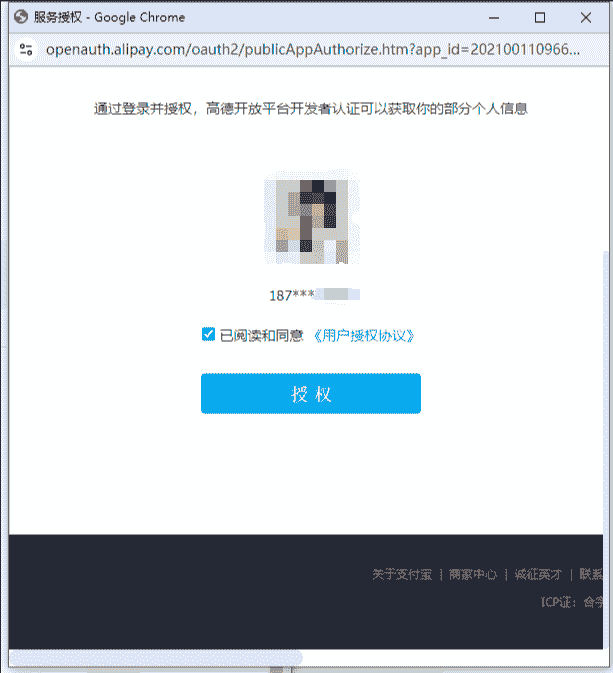 服务授权 - Google Chrome
openauth.alipay.com/oauth2/publicAppAuthorize.htm?app_id=202100110966...
通过登录并授权，高德开放平台开发者认证可以获取你的部分个人信息
187***
已阅读和同意 《用户授权协议》
授 权
关于支付宝 | 商家中心 | 诚征英才 | 联系
ICP证：合字